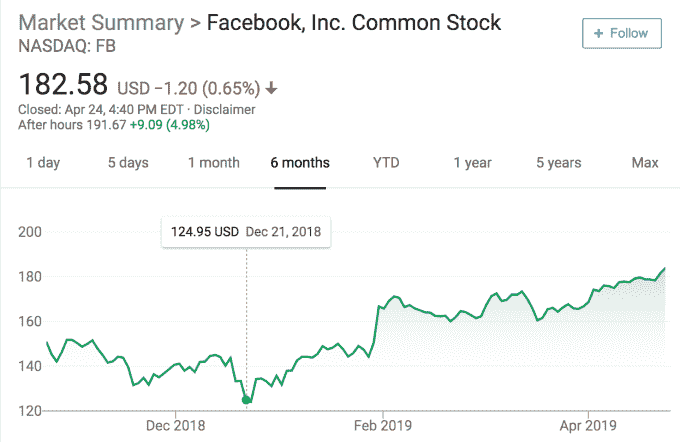 Market Summary > Facebook, Inc. Common Stock
NASDAQ: FB
+ Follow
182.58 USD −1.20 (0.65%) ↓
Closed: Apr 24, 4:40 PM EDT · Disclaimer
After hours 191.67 +9.09 (4.98%)
1 day 5 days 1 month 6 months YTD 1 year 5 years Max
124.95 USD Dec 21, 2018
200
180
160
140
120
Dec 2018 Feb 2019 Apr 2019